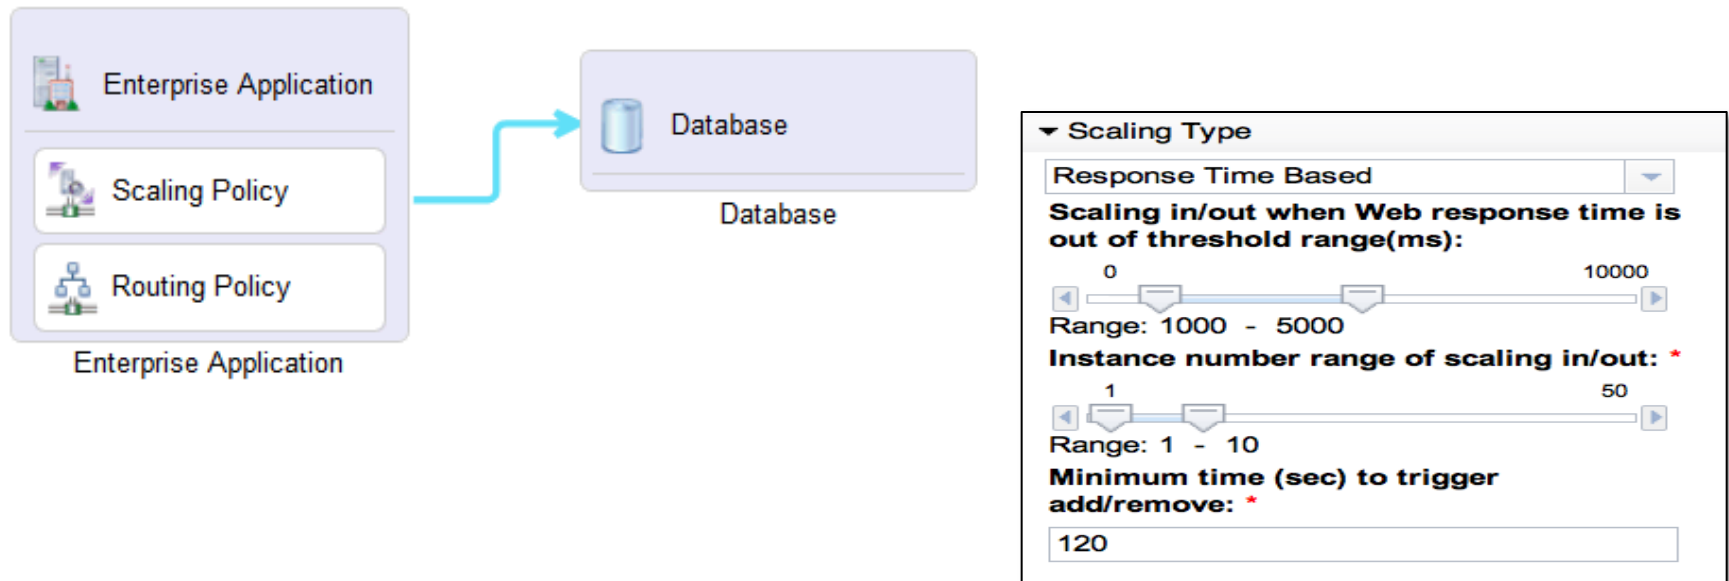 Enterprise Application
Scaling Policy
Routing Policy
Enterprise Application
Database
Database
Scaling Type
Response Time Based
Scaling in/out when Web response time is
out of threshold range(ms):
0 10000
Range: 1000 - 5000
Instance number range of scaling in/out: *
1 50
Range: 1 - 10
Minimum time (sec) to trigger
add/remove: *
120